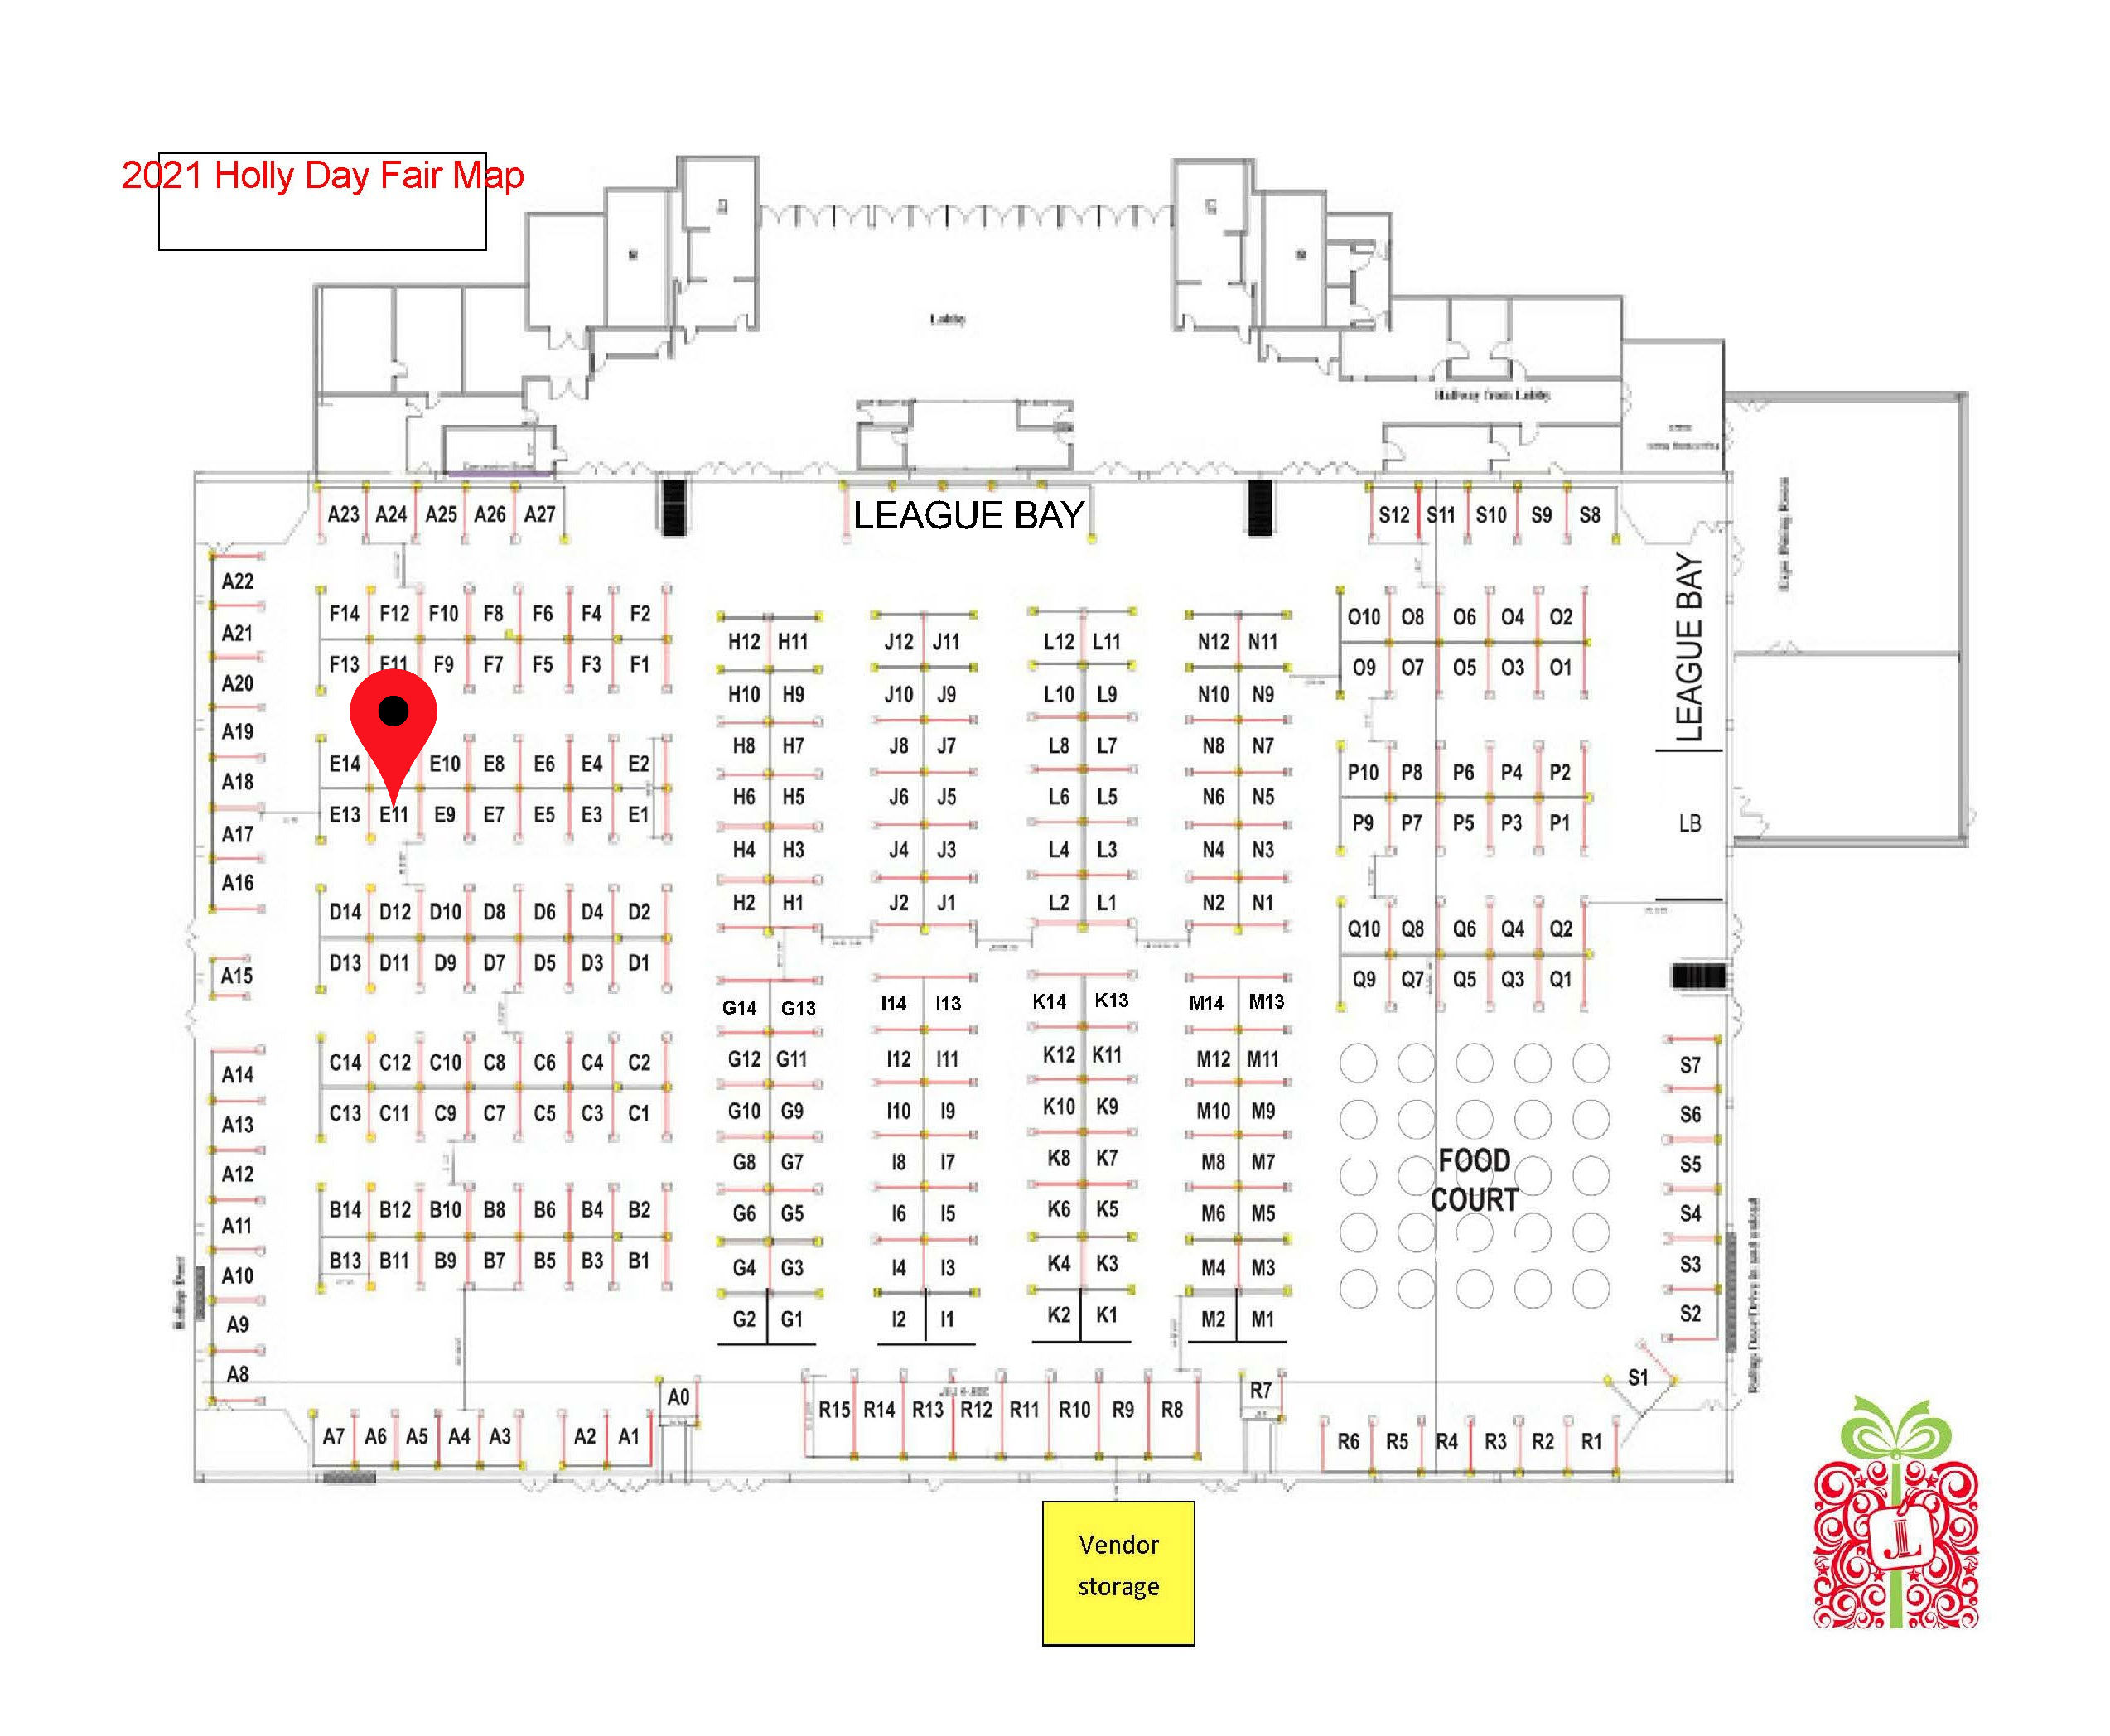 2021 Holly Day Fair Map
Lobby
Hallway from Lobby
LEAGUE BAY
A23 A24 A25 A26 A27
S12 S11 S10 S9 S8
A22
A21
A20
A19
A18
A17
A16
A15
A14
A13
A12
A11
A10
A9
A8
F14 F12 F10 F8 F6 F4 F2
F13 F11 F9 F7 F5 F3 F1
E14 E10 E8 E6 E4 E2
E13 E11 E9 E7 E5 E3 E1
D14 D12 D10 D8 D6 D4 D2
D13 D11 D9 D7 D5 D3 D1
C14 C12 C10 C8 C6 C4 C2
C13 C11 C9 C7 C5 C3 C1
B14 B12 B10 B8 B6 B4 B2
B13 B11 B9 B7 B5 B3 B1
H12 H11
H10 H9
H8 H7
H6 H5
H4 H3
H2 H1
G14 G13
G12 G11
G10 G9
G8 G7
G6 G5
G4 G3
G2 G1
J12 J11
J10 J9
J8 J7
J6 J5
J4 J3
J2 J1
I14 I13
I12 I11
I10 I9
I8 I7
I6 I5
I4 I3
I2 I1
L12 L11
L10 L9
L8 L7
L6 L5
L4 L3
L2 L1
K14 K13
K12 K11
K10 K9
K8 K7
K6 K5
K4 K3
K2 K1
N12 N11
N10 N9
N8 N7
N6 N5
N4 N3
N2 N1
M14 M13
M12 M11
M10 M9
M8 M7
M6 M5
M4 M3
M2 M1
O10 O8 O6 O4 O2
O9 O7 O5 O3 O1
P10 P8 P6 P4 P2
P9 P7 P5 P3 P1
Q10 Q8 Q6 Q4 Q2
Q9 Q7 Q5 Q3 Q1
LEAGUE BAY
LB
FOOD
COURT
S7
S6
S5
S4
S3
S2
S1
A7 A6 A5 A4 A3 A2 A1
A0
R15 R14 R13 R12 R11 R10 R9 R8
R7
R6 R5 R4 R3 R2 R1
Vendor
storage
JL